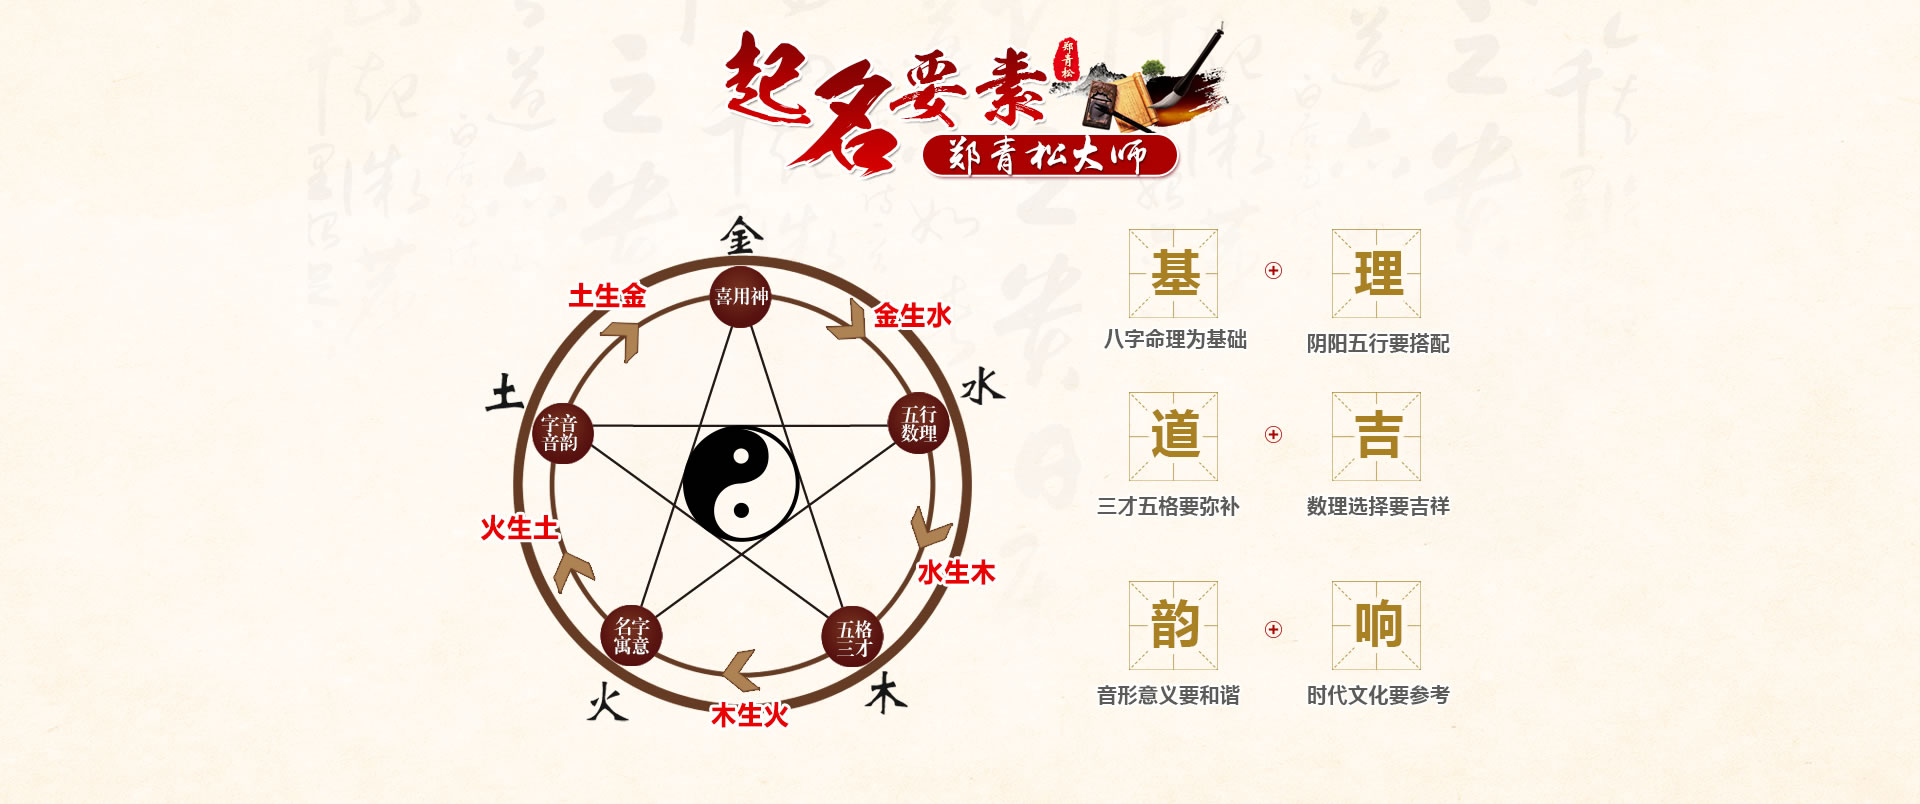 起名要素
郑青松
郑青松大师
金
土生金
喜用神
金生水
土
水
字音
音韵
五行
数理
火生土
水生木
名字
寓意
五格
三才
火
木
木生火
基
理
八字命理为基础
阴阳五行要搭配
道
吉
三才五格要弥补
数理选择要吉祥
韵
响
音形意义要和谐
时代文化要参考